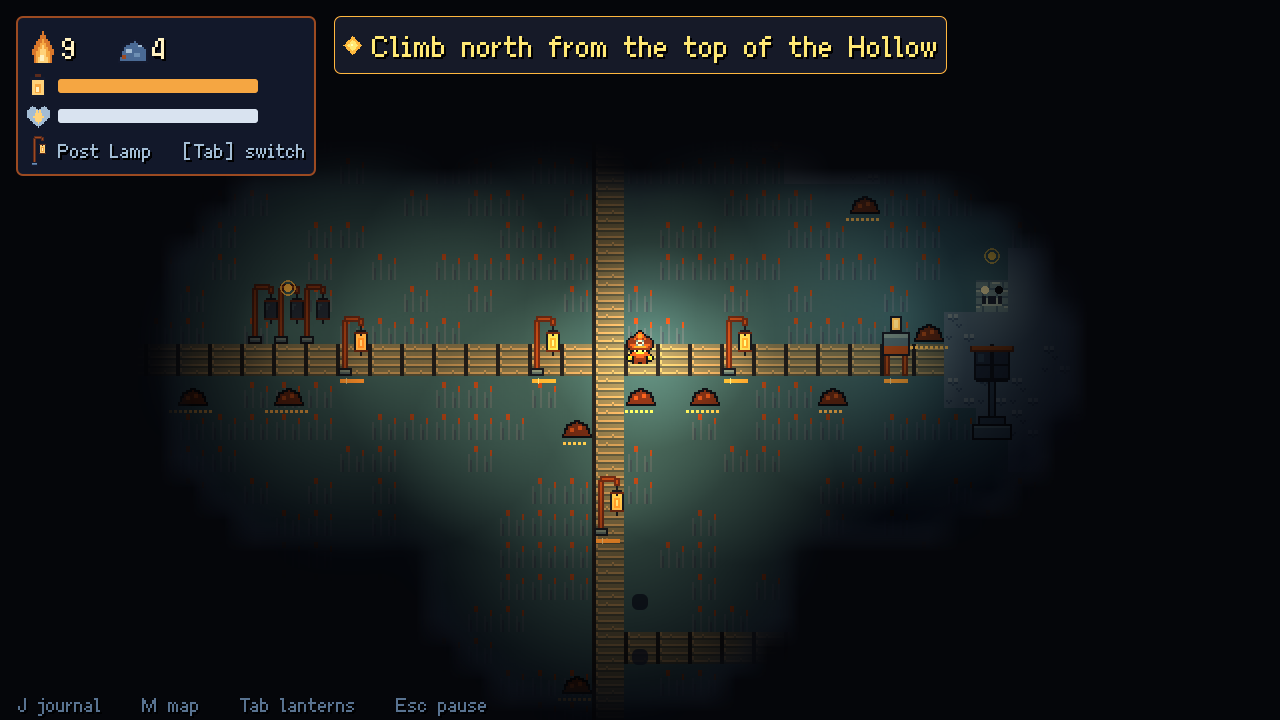 9 4
Climb north from the top of the Hollow
Post Lamp [Tab] switch
J journal M map Tab lanterns Esc pause